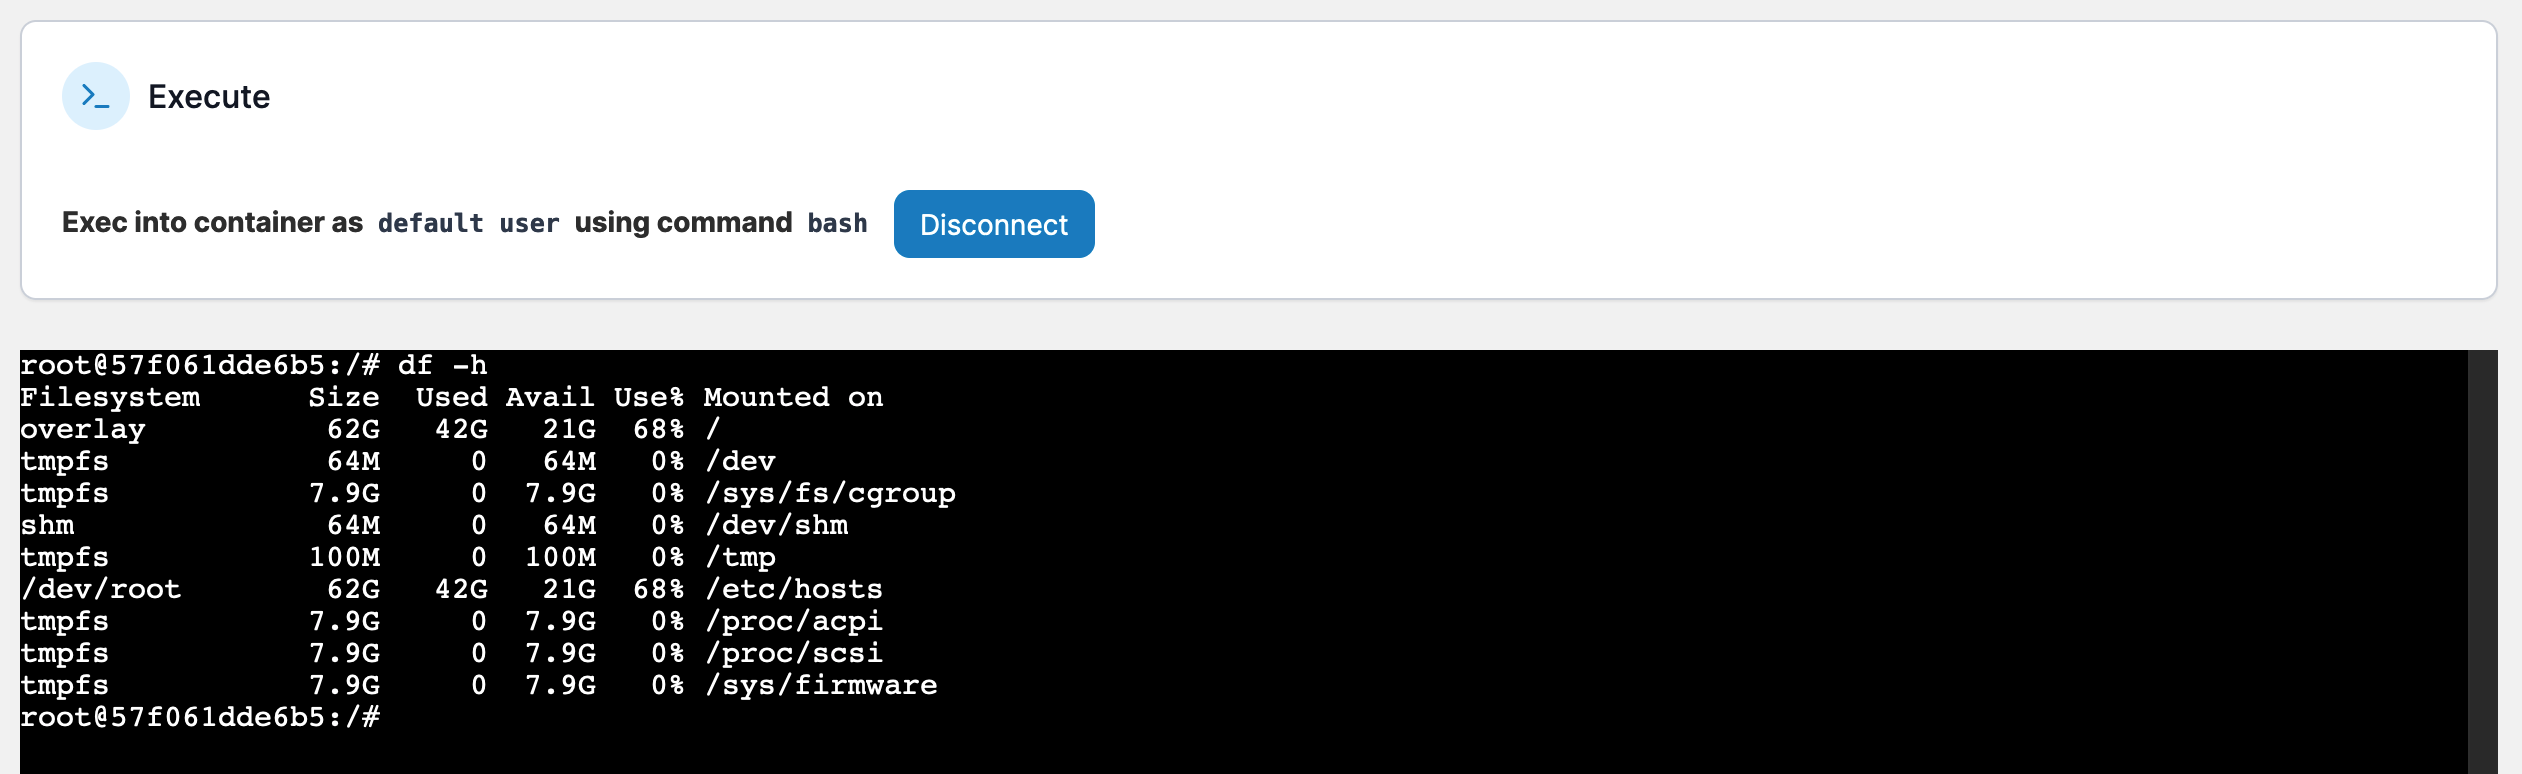 >_ Execute
Exec into container as default user using command bash Disconnect
root@57f061dde6b5:/# df -h
Filesystem      Size  Used Avail Use% Mounted on
overlay          62G   42G   21G  68% /
tmpfs            64M     0   64M   0% /dev
tmpfs           7.9G     0  7.9G   0% /sys/fs/cgroup
shm              64M     0   64M   0% /dev/shm
tmpfs           100M     0  100M   0% /tmp
/dev/root        62G   42G   21G  68% /etc/hosts
tmpfs           7.9G     0  7.9G   0% /proc/acpi
tmpfs           7.9G     0  7.9G   0% /proc/scsi
tmpfs           7.9G     0  7.9G   0% /sys/firmware
root@57f061dde6b5:/#